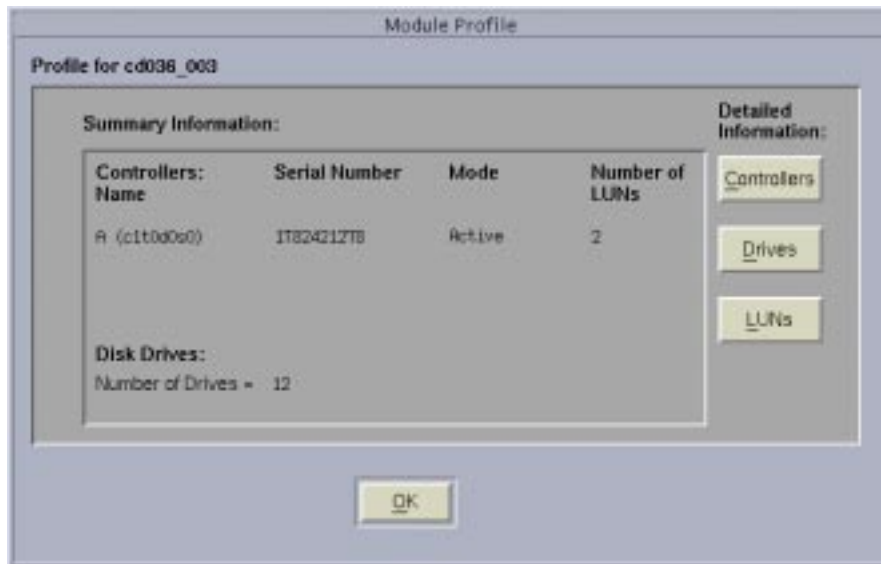 Module Profile
Profile for cd036_003
Summary Information:
Detailed
Information:
Controllers:
Name
Serial Number
Mode
Number of
LUNs
A (c1t0d0s0)
1T82421278
Active
2
Disk Drives:
Number of Drives = 12
Controllers
Drives
LUNs
OK